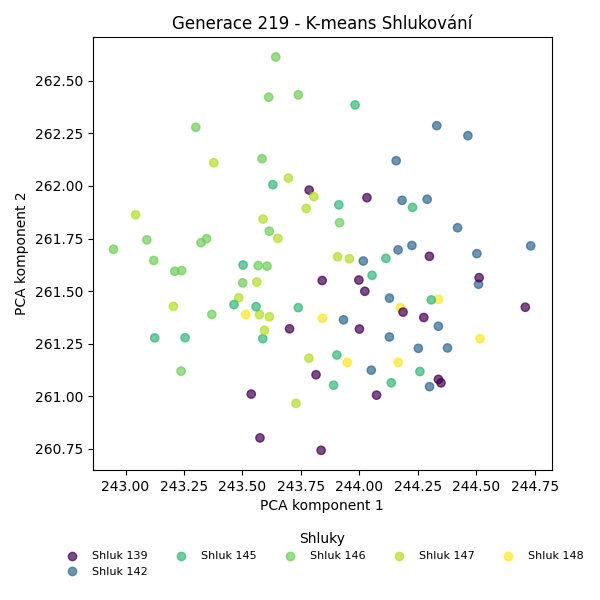 Generace 219 - K-means Shlukování
262.50
262.25
262.00
261.75
261.50
261.25
261.00
260.75
PCA komponent 2
243.00 243.25 243.50 243.75 244.00 244.25 244.50 244.75
PCA komponent 1
Shluky
Shluk 139 Shluk 145 Shluk 146 Shluk 147 Shluk 148
Shluk 142